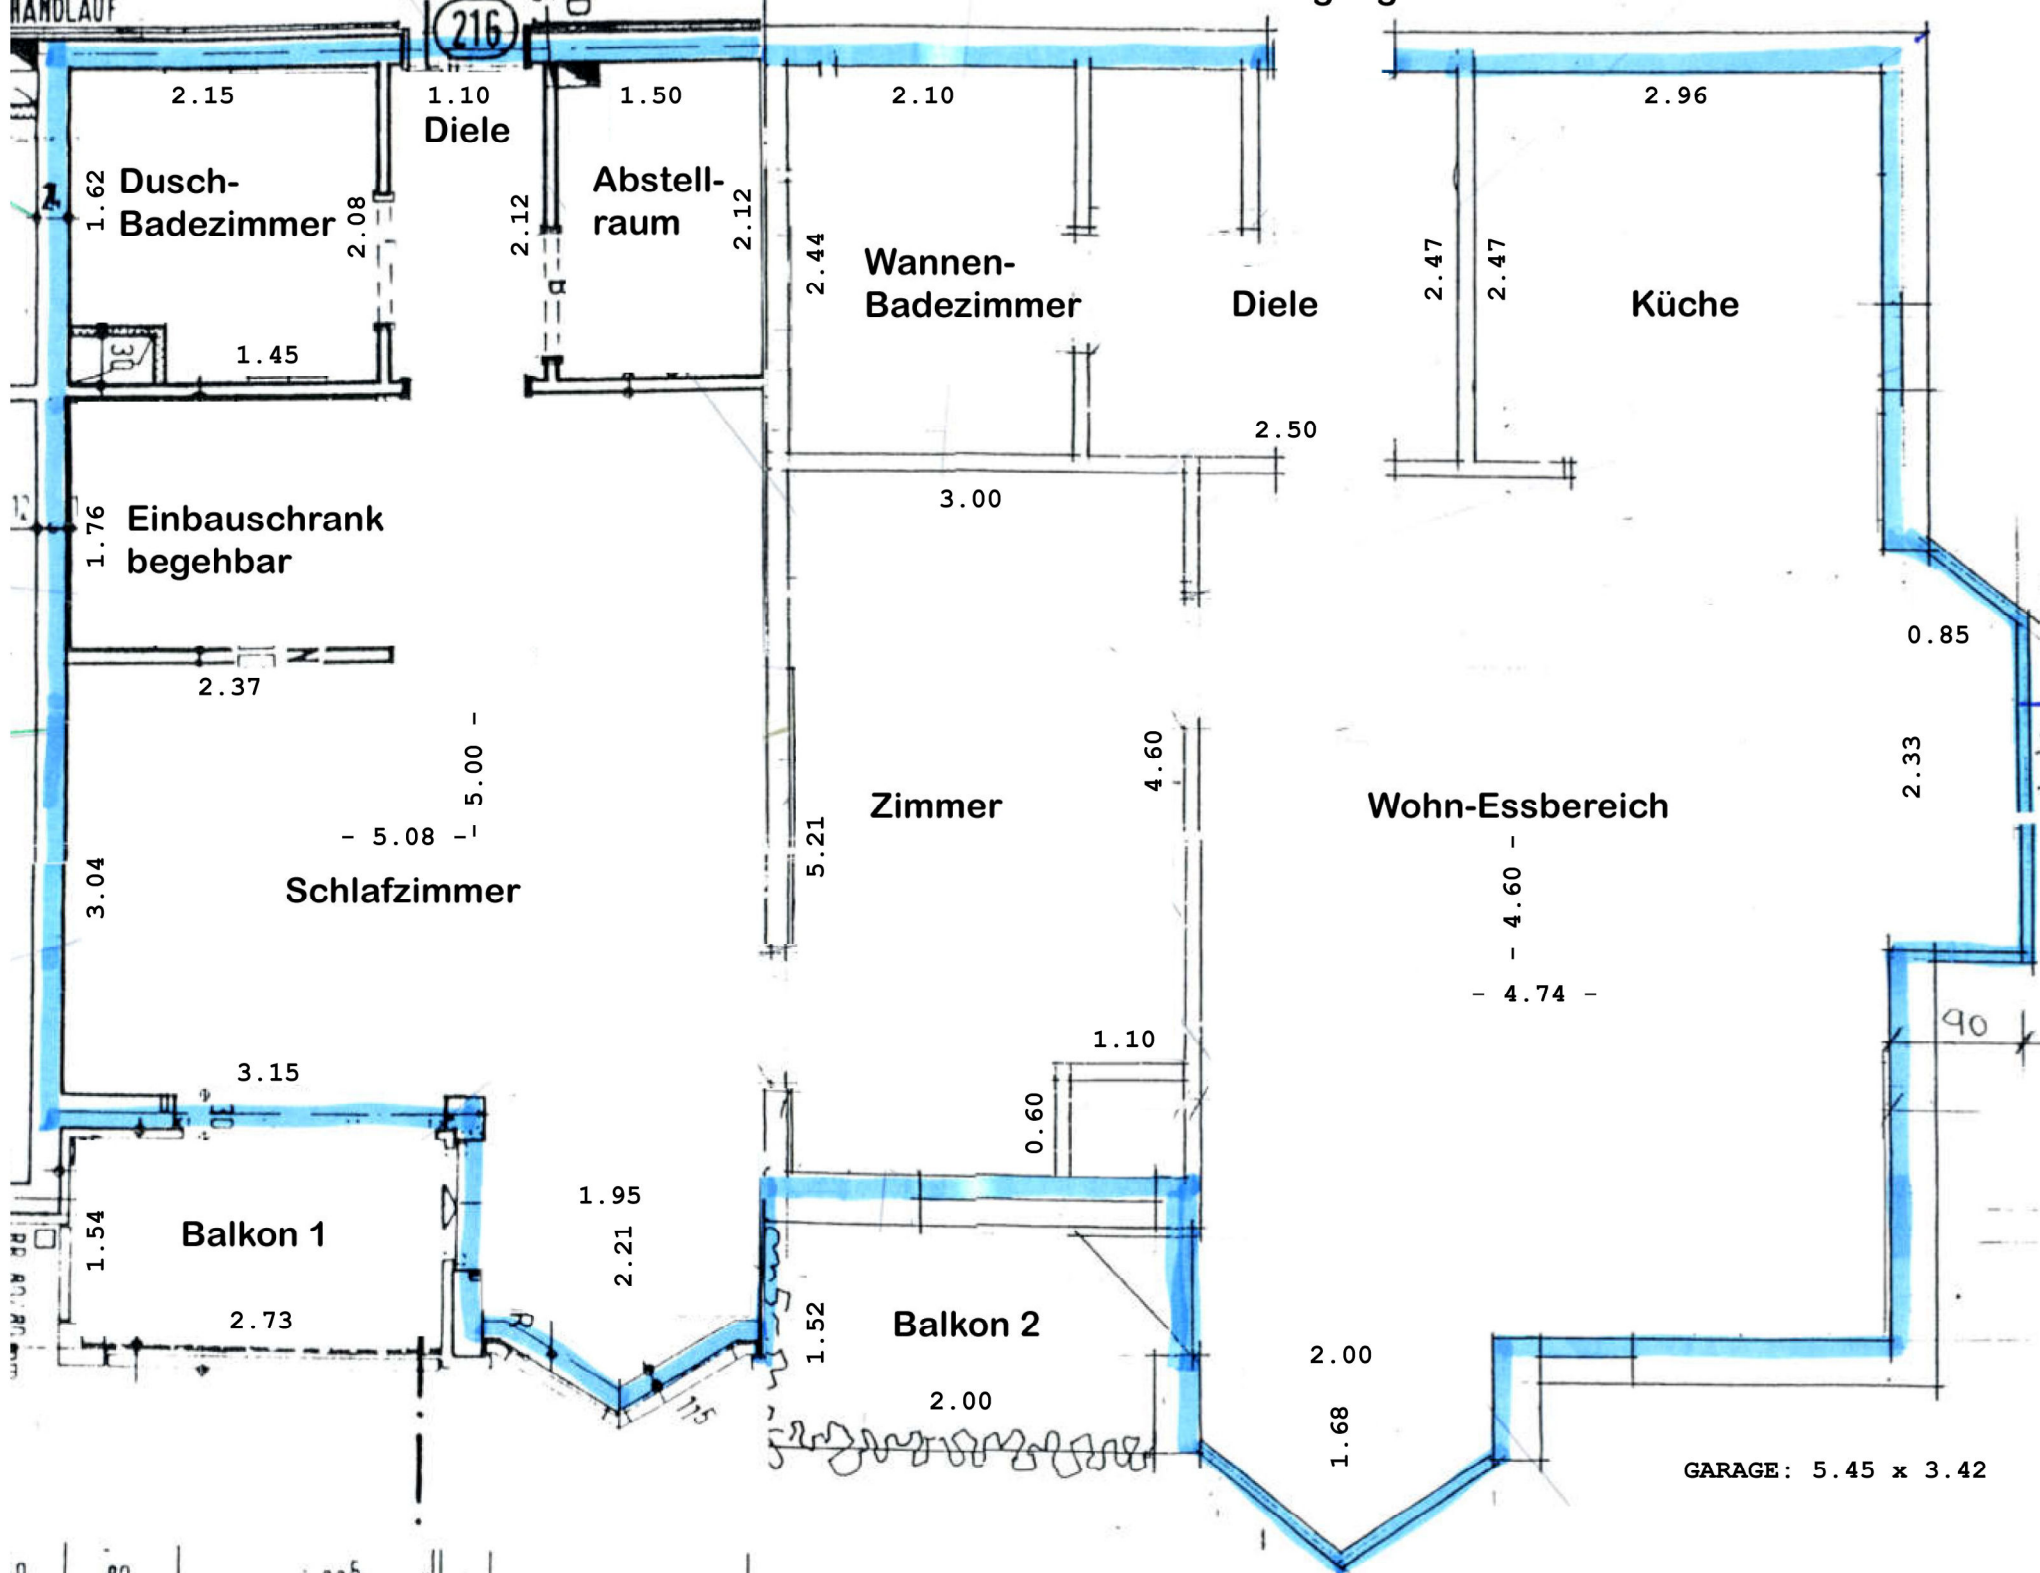 HANDLAUF
216
2.15
1.10
1.50
2.10
2.96
Diele
Dusch-
Badezimmer
1.62
2.08
2.12
Abstell-
raum
2.12
2.44
Wannen-
Badezimmer
Diele
2.47
2.47
Küche
30
1.45
2.50
3.00
1.76
Einbauschrank
begehbar
2.37
0.85
- 5.00 -
4.60
2.33
Zimmer
Wohn-Essbereich
- 5.08 -
5.21
3.04
Schlafzimmer
- 4.60 -
- 4.74 -
90
1.10
3.15
30
0.60
1.95
1.54
Balkon 1
2.21
2.73
1.52
Balkon 2
2.00
2.00
115
1.68
GARAGE: 5.45 x 3.42